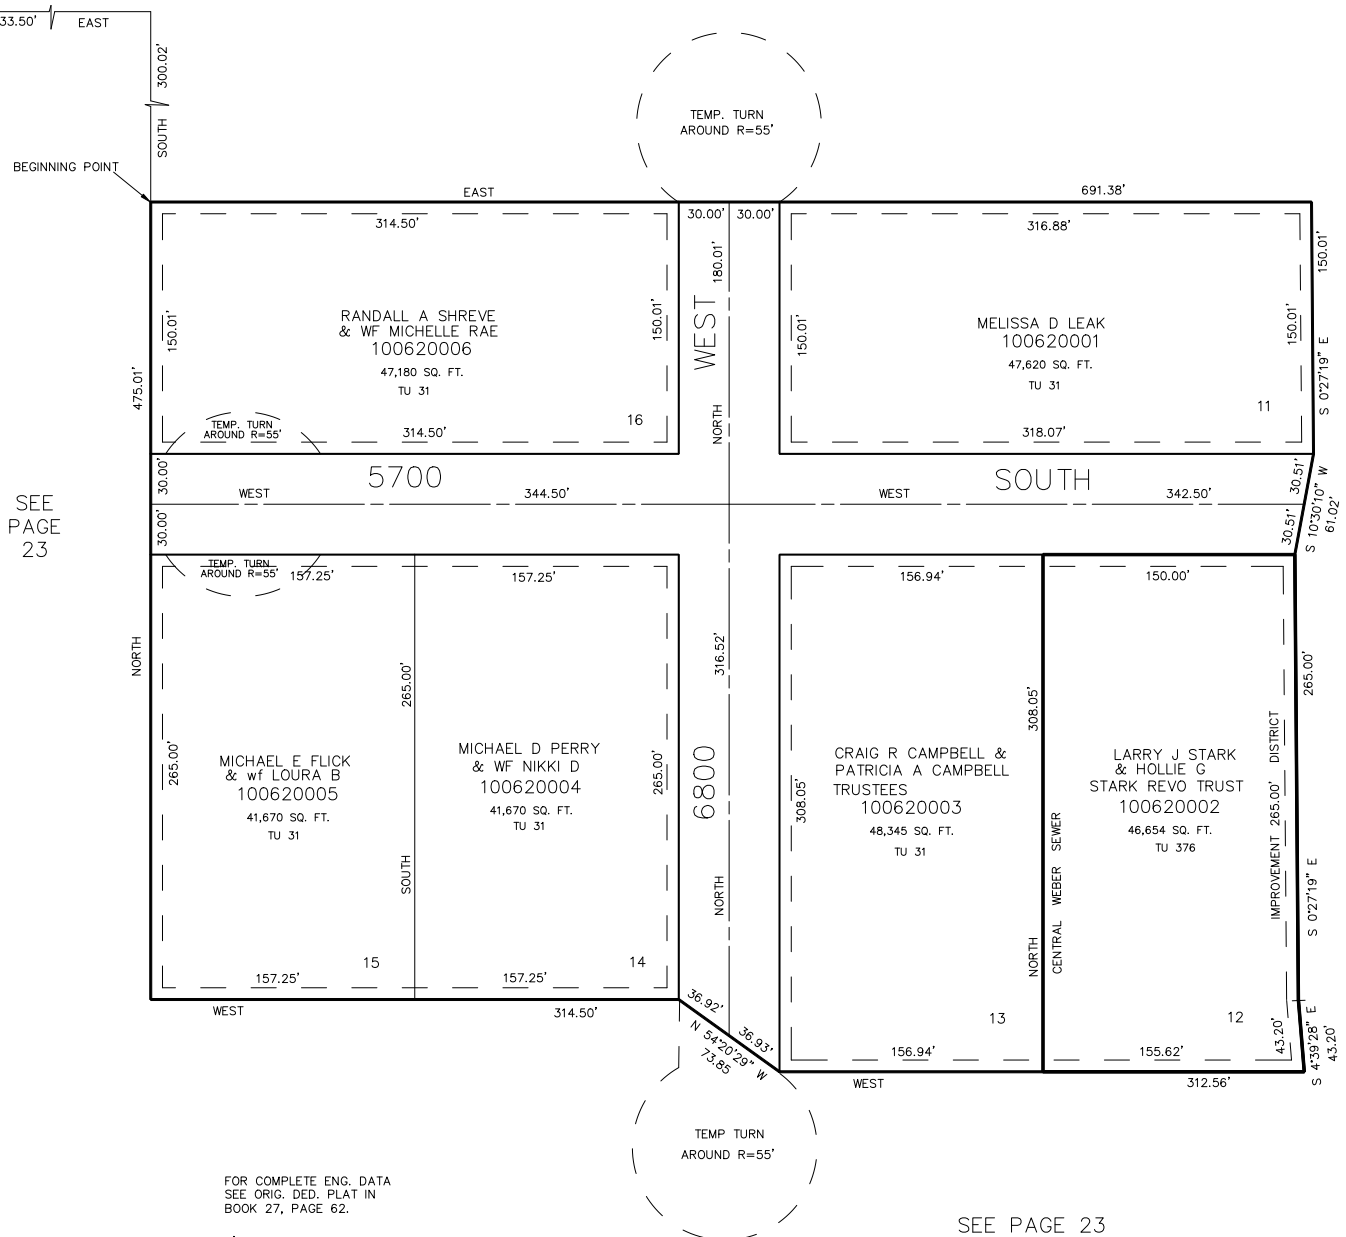 33.50' EAST
300.02'
SOUTH
BEGINNING POINT
TEMP. TURN
AROUND R=55'
EAST
691.38'
30.00' 30.00'
314.50'
316.88'
180.01'
150.01'
150.01'
150.01'
150.01'
150.01'
RANDALL A SHREVE
& WF MICHELLE RAE
100620006
47,180 SQ. FT.
TU 31
16
WEST
NORTH
MELISSA D LEAK
100620001
47,620 SQ. FT.
TU 31
11
S 0°27'19" E
475.01'
TEMP. TURN
AROUND R=55'
314.50'
318.07'
30.00'
5700
SOUTH
30.51'
S 10°30'10" W
61.02'
WEST
344.50'
WEST
342.50'
SEE
PAGE
23
30.00'
30.51'
TEMP. TURN
AROUND R=55'
157.25'
157.25'
156.94'
150.00'
NORTH
265.00'
316.52'
308.05'
265.00'
265.00'
MICHAEL E FLICK
& wf LOURA B
100620005
41,670 SQ. FT.
TU 31
MICHAEL D PERRY
& WF NIKKI D
100620004
41,670 SQ. FT.
TU 31
265.00'
6800
308.05'
CRAIG R CAMPBELL &
PATRICIA A CAMPBELL
TRUSTEES
100620003
48,345 SQ. FT.
TU 31
LARRY J STARK
& HOLLIE G
STARK REVO TRUST
100620002
46,654 SQ. FT.
TU 376
CENTRAL WEBER SEWER
IMPROVEMENT 265.00' DISTRICT
SOUTH
NORTH
NORTH
S 0°27'19" E
15
14
157.25'
157.25'
WEST
314.50'
36.92'
36.93'
N 54°20'29" W
73.85
13
12
156.94'
155.62'
43.20'
S 4°39'28" E
43.20'
WEST
312.56'
TEMP TURN
AROUND R=55'
FOR COMPLETE ENG. DATA
SEE ORIG. DED. PLAT IN
BOOK 27, PAGE 62.
SEE PAGE 23